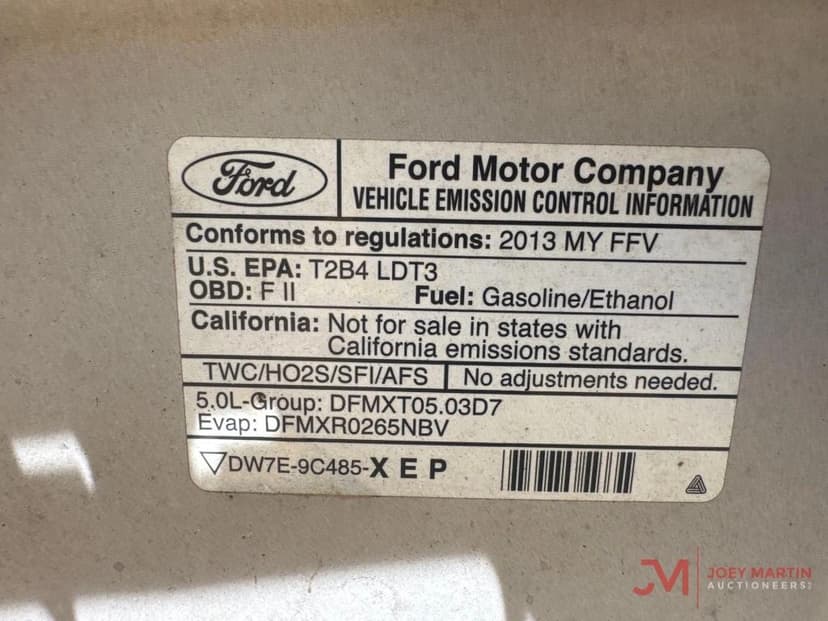 Ford
Ford Motor Company
VEHICLE EMISSION CONTROL INFORMATION
Conforms to regulations: 2013 MY FFV
U.S. EPA: T2B4 LDT3
OBD: F II Fuel: Gasoline/Ethanol
California: Not for sale in states with
California emissions standards.
TWC/HO2S/SFI/AFS No adjustments needed.
5.0L-Group: DFMXT05.03D7
Evap: DFMXR0265NBV
DW7E-9C485-X E P
JM JOEY MARTIN
AUCTIONEERS